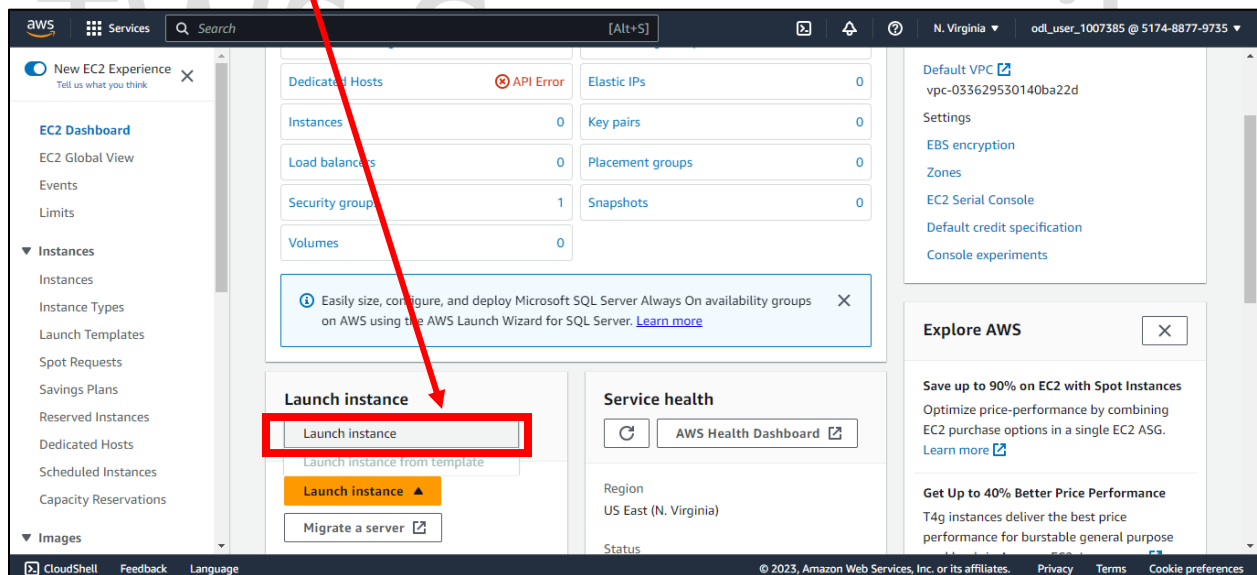 aws
Services
Search
[Alt+S]
N. Virginia ▼
odl_user_1007385 @ 5174-8877-9735 ▼
New EC2 Experience
Tell us what you think
EC2 Dashboard
EC2 Global View
Events
Limits
▼ Instances
Instances
Instance Types
Launch Templates
Spot Requests
Savings Plans
Reserved Instances
Dedicated Hosts
Scheduled Instances
Capacity Reservations
▼ Images
Dedicated Hosts
API Error
Elastic IPs
0
Instances
0
Key pairs
0
Load balancers
0
Placement groups
0
Security groups
1
Snapshots
0
Volumes
0
Easily size, configure, and deploy Microsoft SQL Server Always On availability groups
on AWS using the AWS Launch Wizard for SQL Server. Learn more
Launch instance
Launch instance
Launch instance from template
Launch instance ▲
Migrate a server
Service health
AWS Health Dashboard
Region
US East (N. Virginia)
Status
Default VPC
vpc-033629530140ba22d
Settings
EBS encryption
Zones
EC2 Serial Console
Default credit specification
Console experiments
Explore AWS
Save up to 90% on EC2 with Spot Instances
Optimize price-performance by combining
EC2 purchase options in a single EC2 ASG.
Learn more
Get Up to 40% Better Price Performance
T4g instances deliver the best price
performance for burstable general purpose
CloudShell
Feedback
Language
© 2023, Amazon Web Services, Inc. or its affiliates.
Privacy
Terms
Cookie preferences